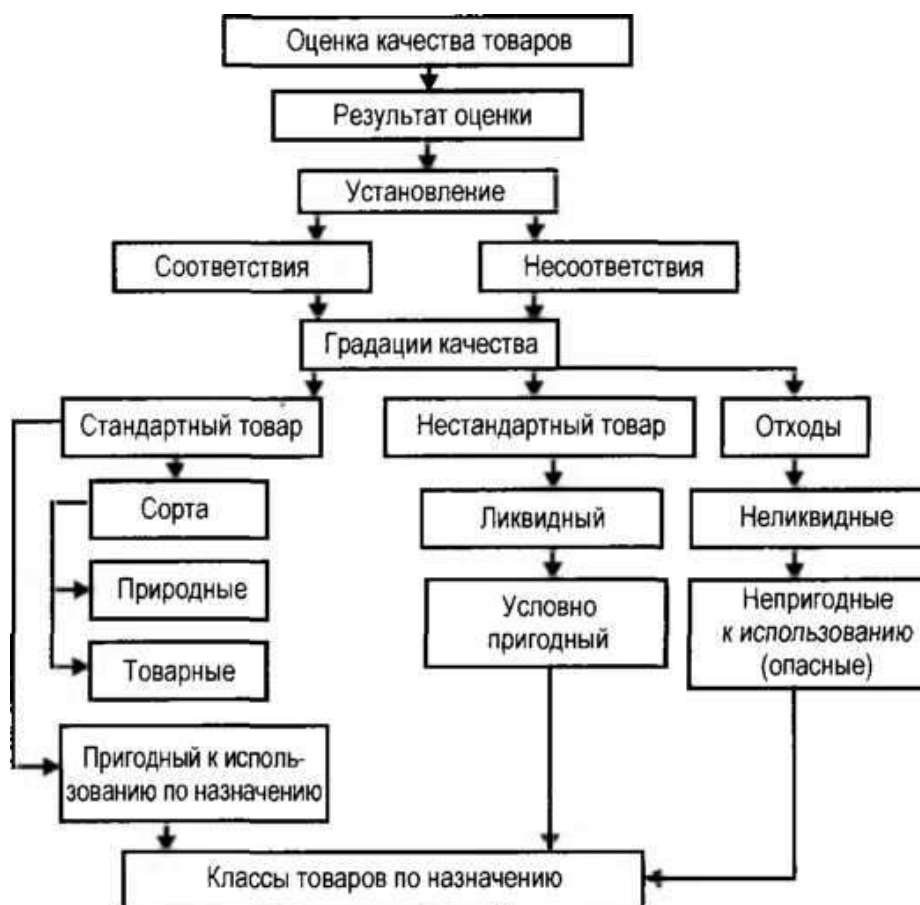 Оценка качества товаров
Результат оценки
Установление
Соответствия
Несоответствия
Градации качества
Стандартный товар
Нестандартный товар
Отходы
Сорта
Ликвидный
Неликвидные
Природные
Условно
пригодный
Непригодные
к использованию
(опасные)
Товарные
Пригодный к исполь-
зованию по назначению
Классы товаров по назначению